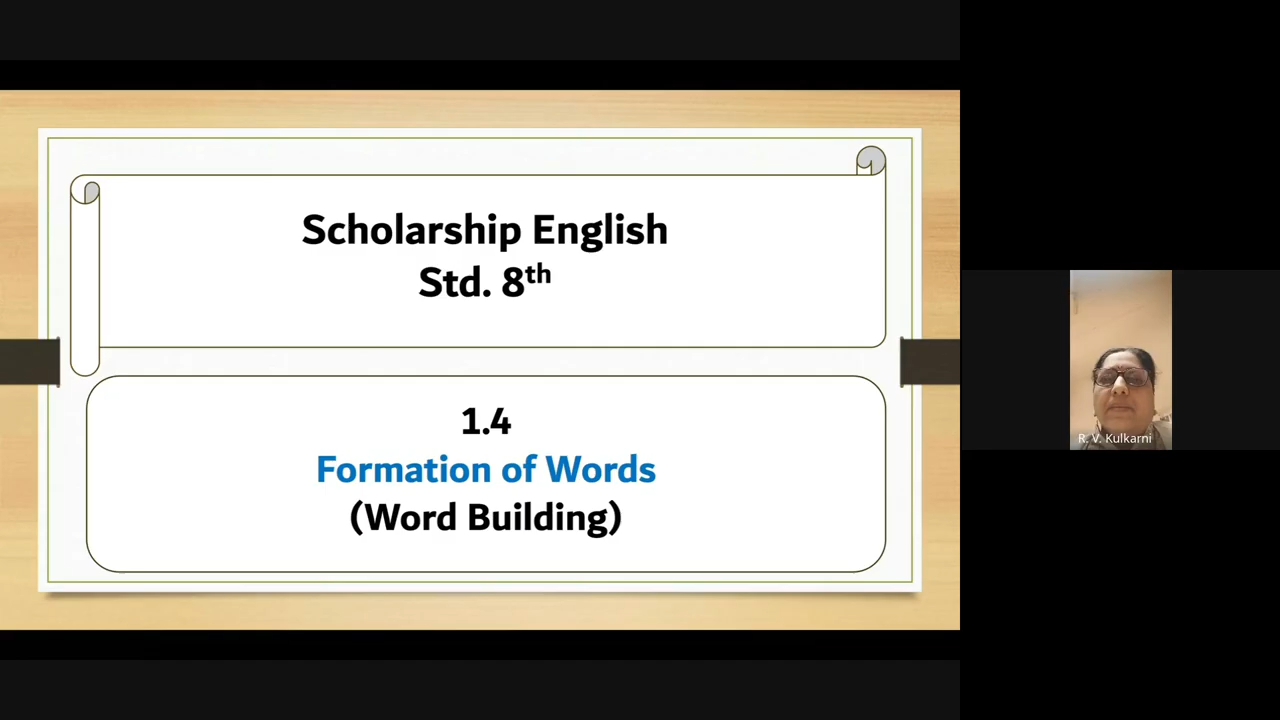 Scholarship English
Std. 8th
1.4
Formation of Words
(Word Building)
R. V. Kulkarni